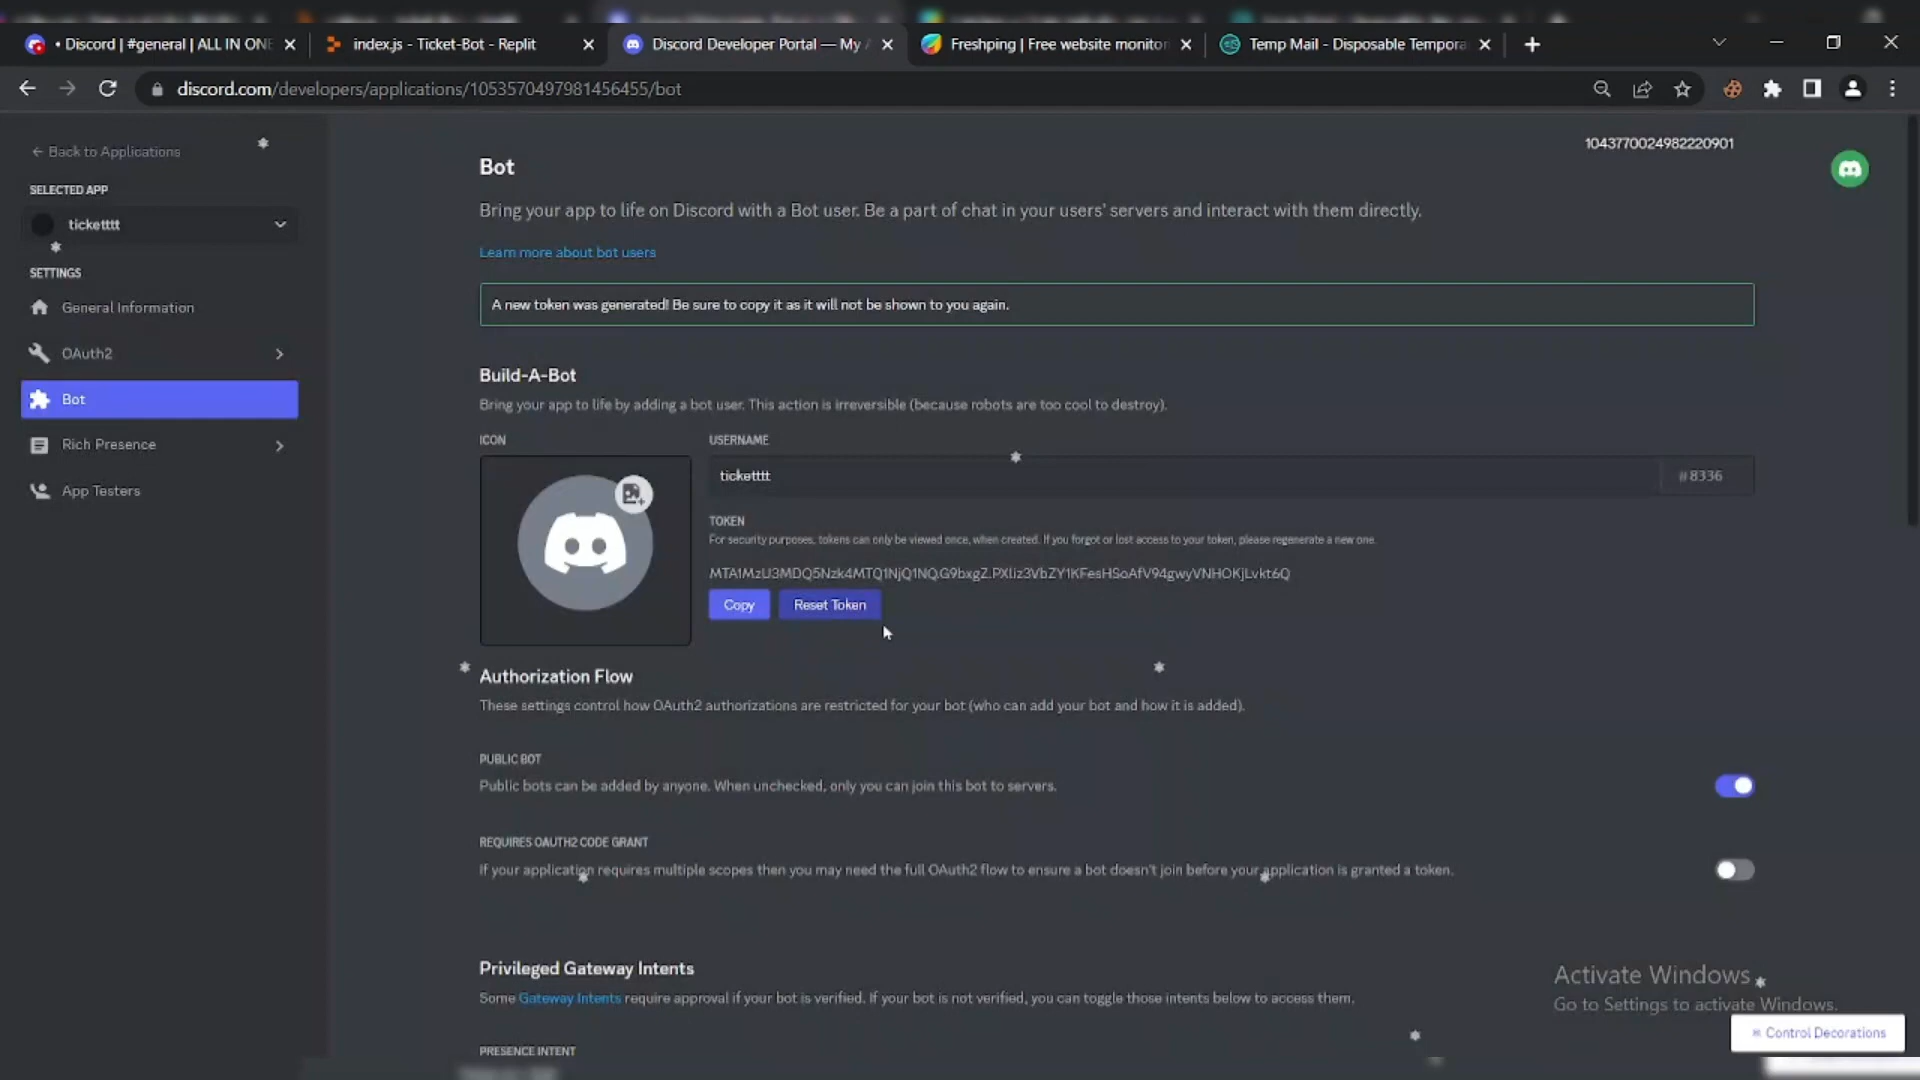 • Discord | #general | ALL IN ONE
index.js - Ticket-Bot - Replit
Discord Developer Portal — My A
Freshping | Free website monitor
Temp Mail - Disposable Tempora
discord.com/developers/applications/1053570497981456455/bot
← Back to Applications
1043770024982220901
SELECTED APP
ticketttt
SETTINGS
General Information
OAuth2
Bot
Rich Presence
App Testers
Bot
Bring your app to life on Discord with a Bot user. Be a part of chat in your users' servers and interact with them directly.
Learn more about bot users
A new token was generated! Be sure to copy it as it will not be shown to you again.
Build-A-Bot
Bring your app to life by adding a bot user. This action is irreversible (because robots are too cool to destroy).
ICON
USERNAME
ticketttt
#8336
TOKEN
For security purposes, tokens can only be viewed once, when created. If you forgot or lost access to your token, please regenerate a new one.
Copy
Reset Token
Authorization Flow
These settings control how OAuth2 authorizations are restricted for your bot (who can add your bot and how it is added).
PUBLIC BOT
Public bots can be added by anyone. When unchecked, only you can join this bot to servers.
REQUIRES OAUTH2 CODE GRANT
If your application requires multiple scopes then you may need the full OAuth2 flow to ensure a bot doesn't join before your application is granted a token.
Privileged Gateway Intents
Some Gateway Intents require approval if your bot is verified. If your bot is not verified, you can toggle those intents below to access them.
PRESENCE INTENT
Activate Windows
Go to Settings to activate Windows.
Control Decorations